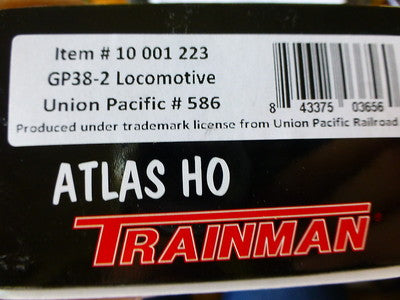 Item # 10 001 223
GP38-2 Locomotive
Union Pacific # 586
8 43375 03656
Produced under trademark license from Union Pacific Railroad
ATLAS HO
TRAINMAN®